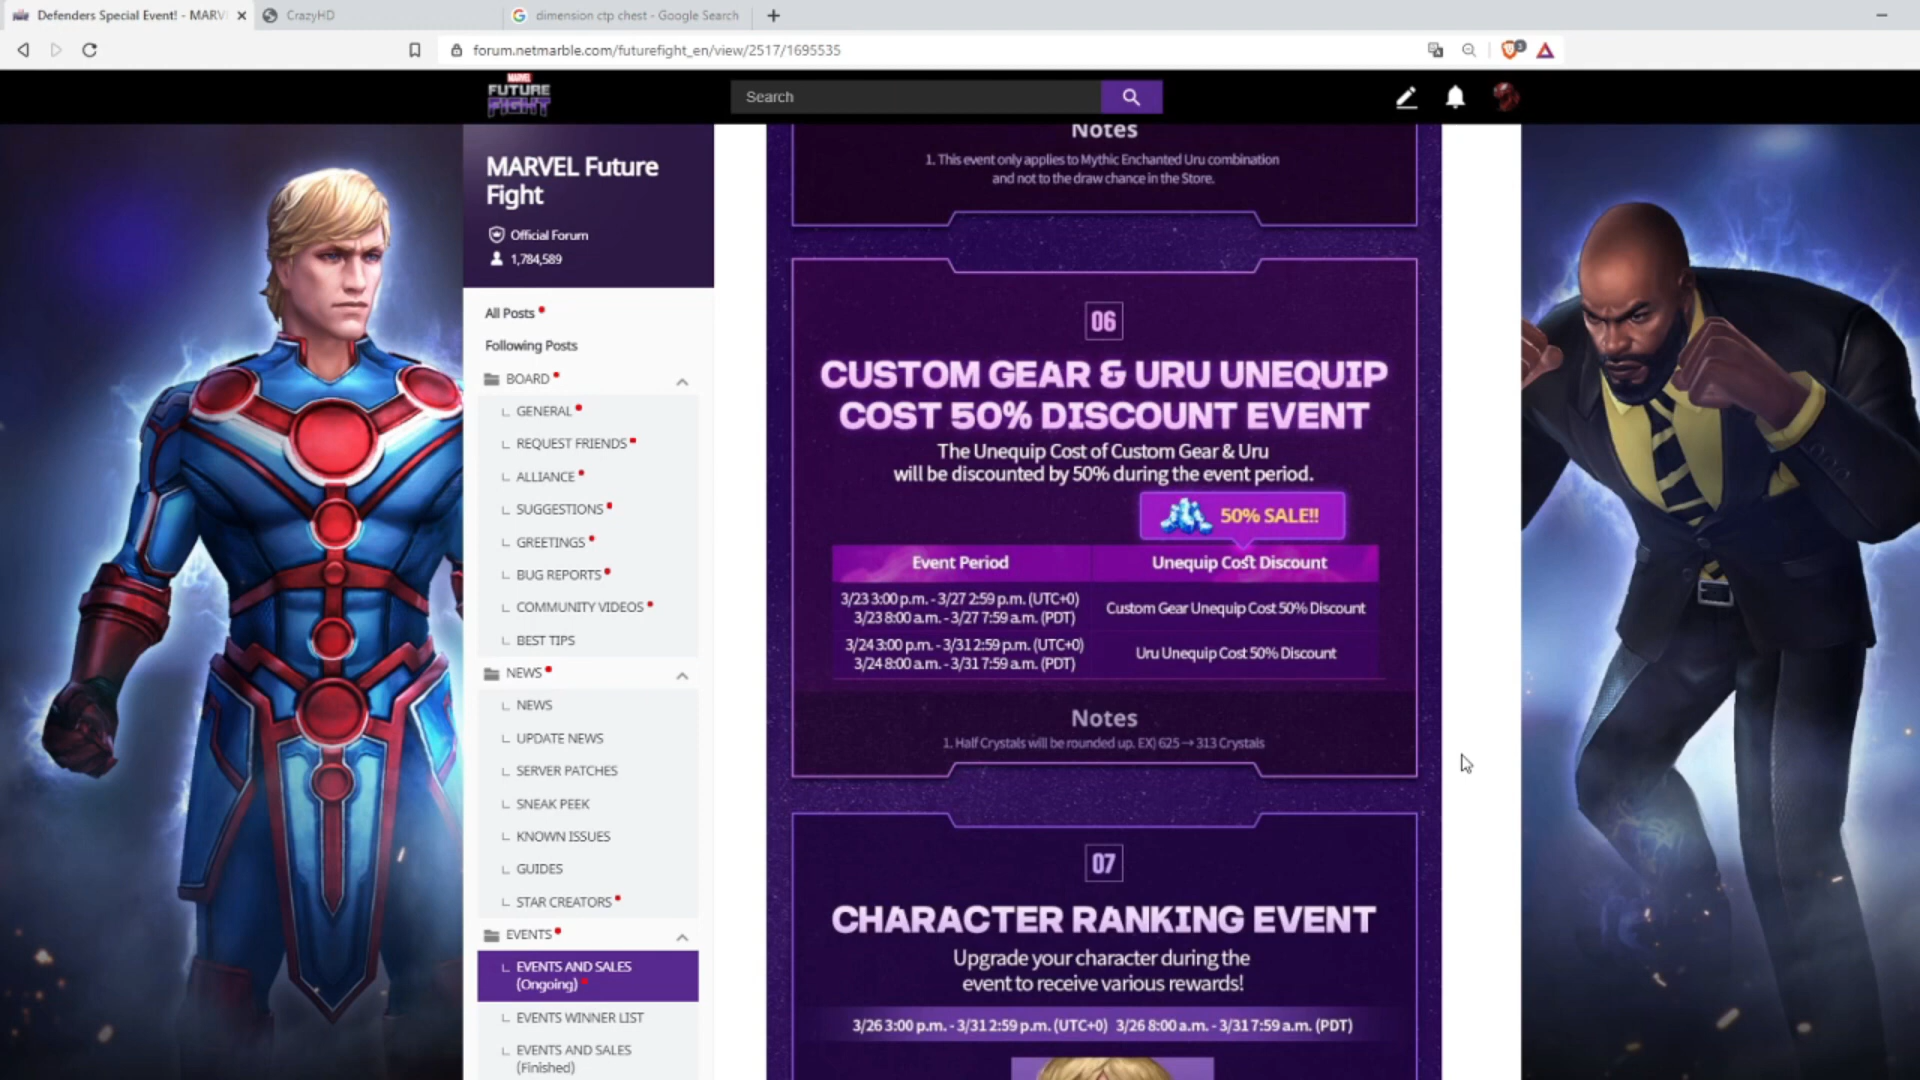 Defenders Special Event! - MARV
CrazyHD
dimension ctp chest - Google Search
forum.netmarble.com/futurefight_en/view/2517/1695535
3
MARVEL
FUTURE
FIGHT
Search
MARVEL Future
Fight
Official Forum
1,784,589
All Posts
Following Posts
BOARD
GENERAL
REQUEST FRIENDS
ALLIANCE
SUGGESTIONS
GREETINGS
BUG REPORTS
COMMUNITY VIDEOS
BEST TIPS
NEWS
NEWS
UPDATE NEWS
SERVER PATCHES
SNEAK PEEK
KNOWN ISSUES
GUIDES
STAR CREATORS
EVENTS
EVENTS AND SALES
(Ongoing)
EVENTS WINNER LIST
EVENTS AND SALES
(Finished)
Notes
1. This event only applies to Mythic Enchanted Uru combination
and not to the draw chance in the Store.
06
CUSTOM GEAR & URU UNEQUIP
COST 50% DISCOUNT EVENT
The Unequip Cost of Custom Gear & Uru
will be discounted by 50% during the event period.
50% SALE!!
Event Period Unequip Cost Discount
3/23 3:00 p.m. - 3/27 2:59 p.m. (UTC+0)
3/23 8:00 a.m. - 3/27 7:59 a.m. (PDT)
Custom Gear Unequip Cost 50% Discount
3/24 3:00 p.m. - 3/31 2:59 p.m. (UTC+0)
3/24 8:00 a.m. - 3/31 7:59 a.m. (PDT)
Uru Unequip Cost 50% Discount
Notes
1. Half Crystals will be rounded up. EX) 625 → 313 Crystals
07
CHARACTER RANKING EVENT
Upgrade your character during the
event to receive various rewards!
3/26 3:00 p.m. - 3/31 2:59 p.m. (UTC+0) 3/26 8:00 a.m. - 3/31 7:59 a.m. (PDT)